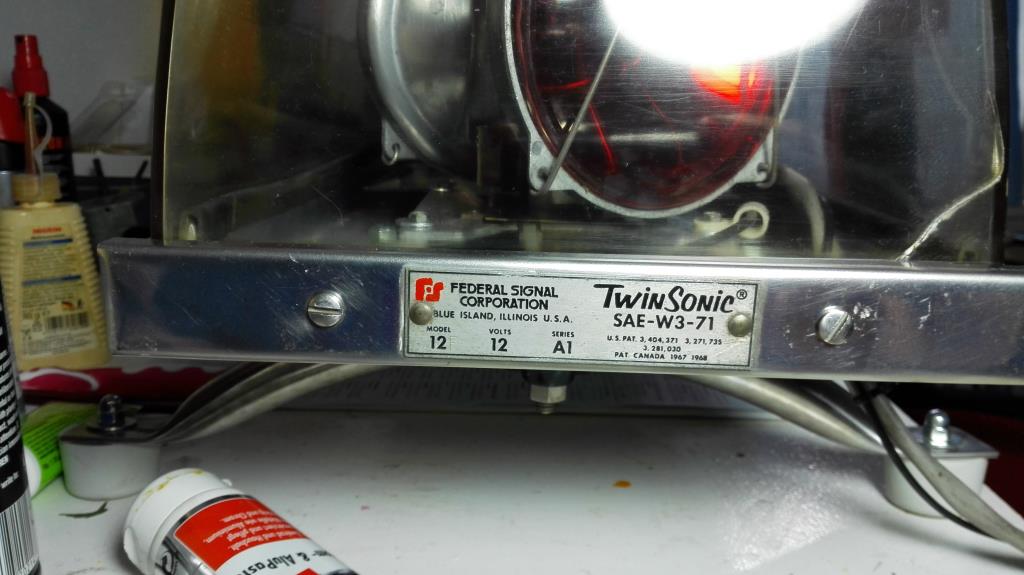 FEDERAL SIGNAL
CORPORATION
BLUE ISLAND, ILLINOIS U.S.A.
MODEL VOLTS SERIES
12 12 A1
TWINSONIC®
SAE-W3-71
U.S. PAT. 3,404,371 3,271,735
3,281,030
PAT. CANADA 1967 1968